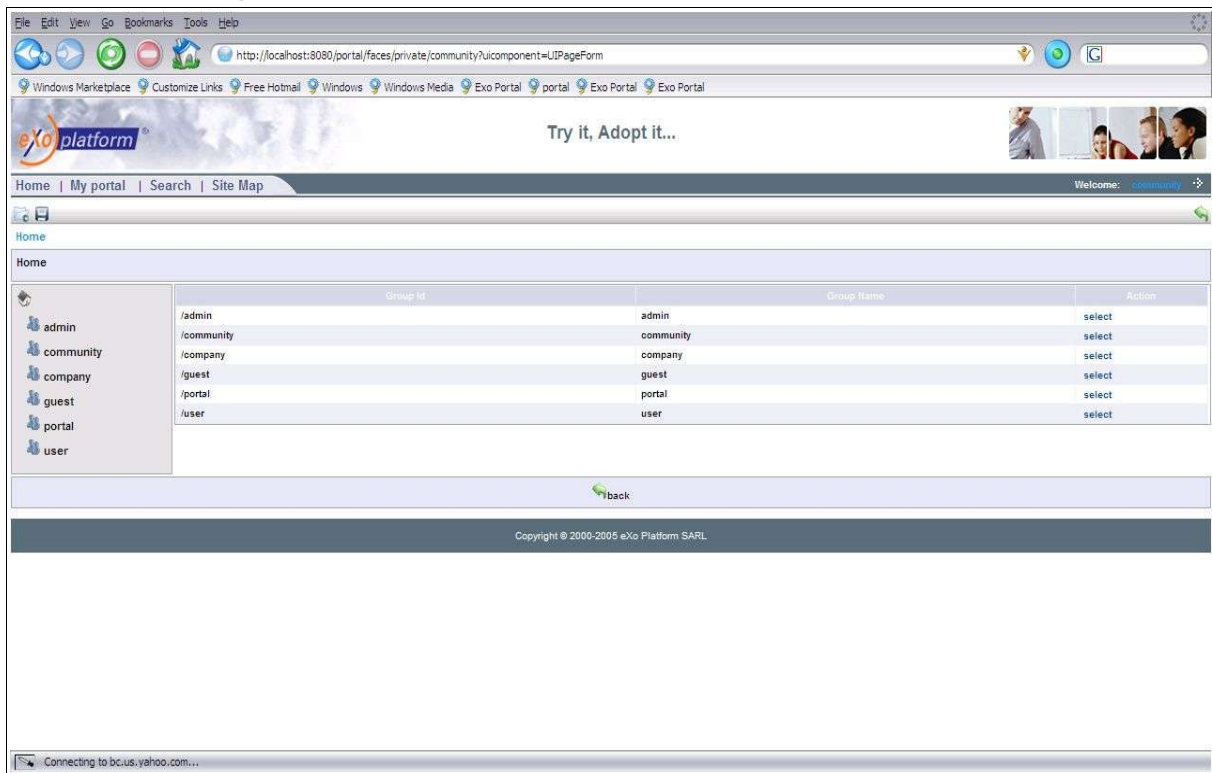 File Edit View Go Bookmarks Tools Help
http://localhost:8080/portal/faces/private/community?uicomponent=UIPageForm
G
Windows Marketplace Customize Links Free Hotmail Windows Windows Media Exo Portal portal Exo Portal Exo Portal
eXo platform ®
Try it, Adopt it...
Home | My portal | Search | Site Map
Welcome: community
Home
Home
admin
community
company
guest
portal
user
Group Id Group Name Action
/admin admin select
/community community select
/company company select
/guest guest select
/portal portal select
/user user select
back
Copyright © 2000-2005 eXo Platform SARL
Connecting to bc.us.yahoo.com...